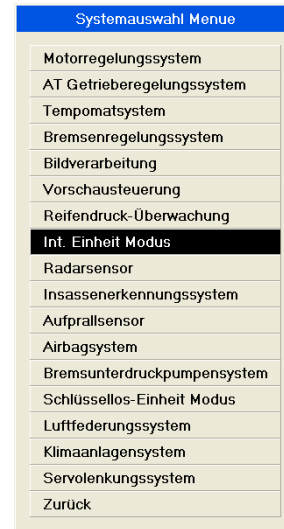 Systemauswahl Menue
Motorregelungssystem
AT Getrieberegelungssystem
Tempomatsystem
Bremsenregelungssystem
Bildverarbeitung
Vorschausteuerung
Reifendruck-Überwachung
Int. Einheit Modus
Radarsensor
Insassenerkennungssystem
Aufprallsensor
Airbagsystem
Bremsunterdruckpumpensystem
Schlüssellos-Einheit Modus
Luftfederungssystem
Klimaanlagensystem
Servolenkungssystem
Zurück